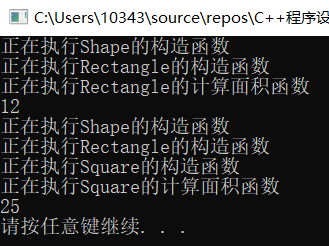 C:\Users\10343\source\repos\C++程序设
正在执行Shape的构造函数
正在执行Rectangle的构造函数
正在执行Rectangle的计算面积函数
12
正在执行Shape的构造函数
正在执行Rectangle的构造函数
正在执行Square的构造函数
正在执行Square的计算面积函数
25
请按任意键继续. . .